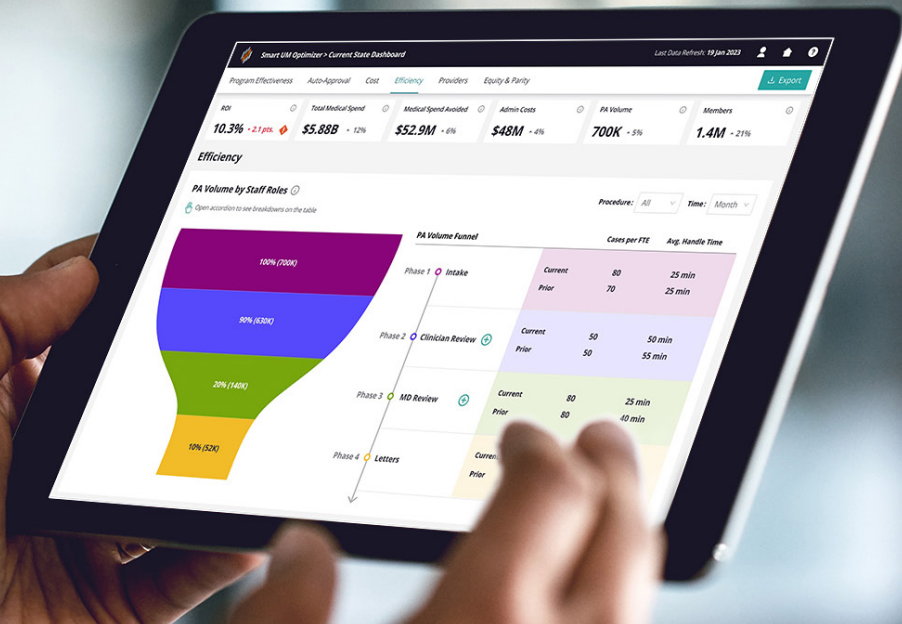 Smart UM Optimizer > Current State Dashboard
Last Data Refresh: 19 Jan 2023
Program Effectiveness Auto-Approval Cost Efficiency Providers Equity & Parity
Export
ROI Total Medical Spend Medical Spend Avoided Admin Costs PA Volume Members
10.3% - 2.1 pts. $5.88B - 12% $52.9M - 6% $48M - 4% 700K - 5% 1.4M - 21%
Efficiency
PA Volume by Staff Roles
Open accordion to see breakdowns on the table
Procedure: All Time: Month
PA Volume Funnel Cases per FTE Avg. Handle Time
100% (700K)
Phase 1 Intake
Current 80 25 min
Prior 70 25 min
90% (630K)
Phase 2 Clinician Review
Current 50 50 min
Prior 50 55 min
20% (140K)
Phase 3 MD Review
Current 80 25 min
Prior 80 40 min
10% (52K)
Phase 4 Letters
Prior